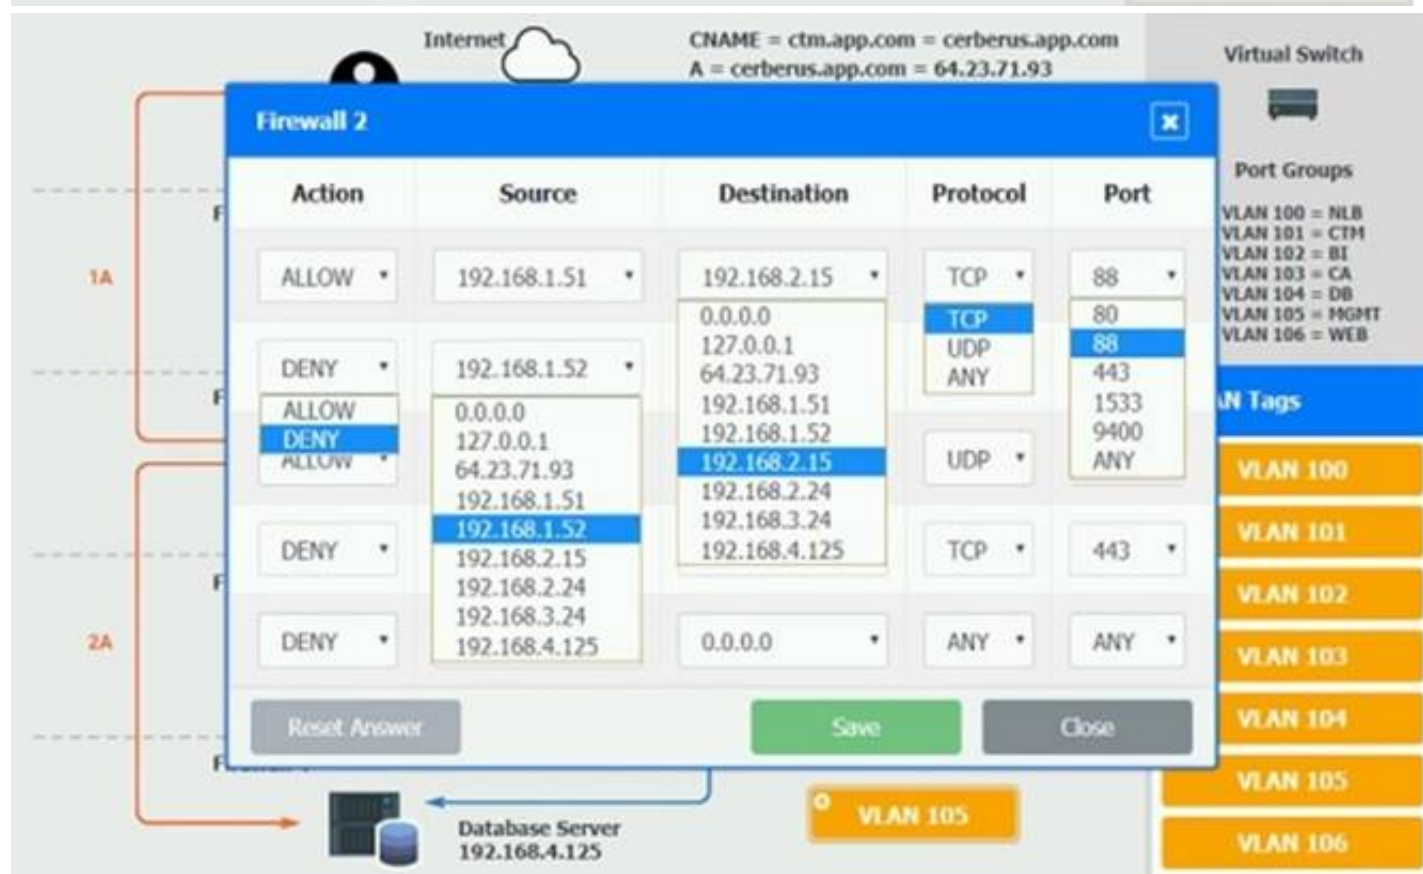 Internet
CNAME = ctm.app.com = cerberus.app.com
A = cerberus.app.com = 64.23.71.93
Virtual Switch
Port Groups
VLAN 100 = NLB
VLAN 101 = CTM
VLAN 102 = BI
VLAN 103 = CA
VLAN 104 = DB
VLAN 105 = MGMT
VLAN 106 = WEB
Firewall 2
Action Source Destination Protocol Port
ALLOW 192.168.1.51 192.168.2.15 TCP 88
0.0.0.0
127.0.0.1
64.23.71.93
192.168.1.51
192.168.1.52
192.168.2.15
192.168.2.24
192.168.3.24
192.168.4.125
TCP
UDP
ANY
80
88
443
1533
9400
ANY
DENY 192.168.1.52
ALLOW
DENY
0.0.0.0
127.0.0.1
64.23.71.93
192.168.1.51
192.168.1.52
192.168.2.15
192.168.2.24
192.168.3.24
192.168.4.125
ALLOW UDP
DENY TCP 443
DENY 0.0.0.0 ANY ANY
Reset Answer
Save
Close
1A
2A
AN Tags
VLAN 100
VLAN 101
VLAN 102
VLAN 103
VLAN 104
VLAN 105
VLAN 106
Database Server
192.168.4.125
VLAN 105